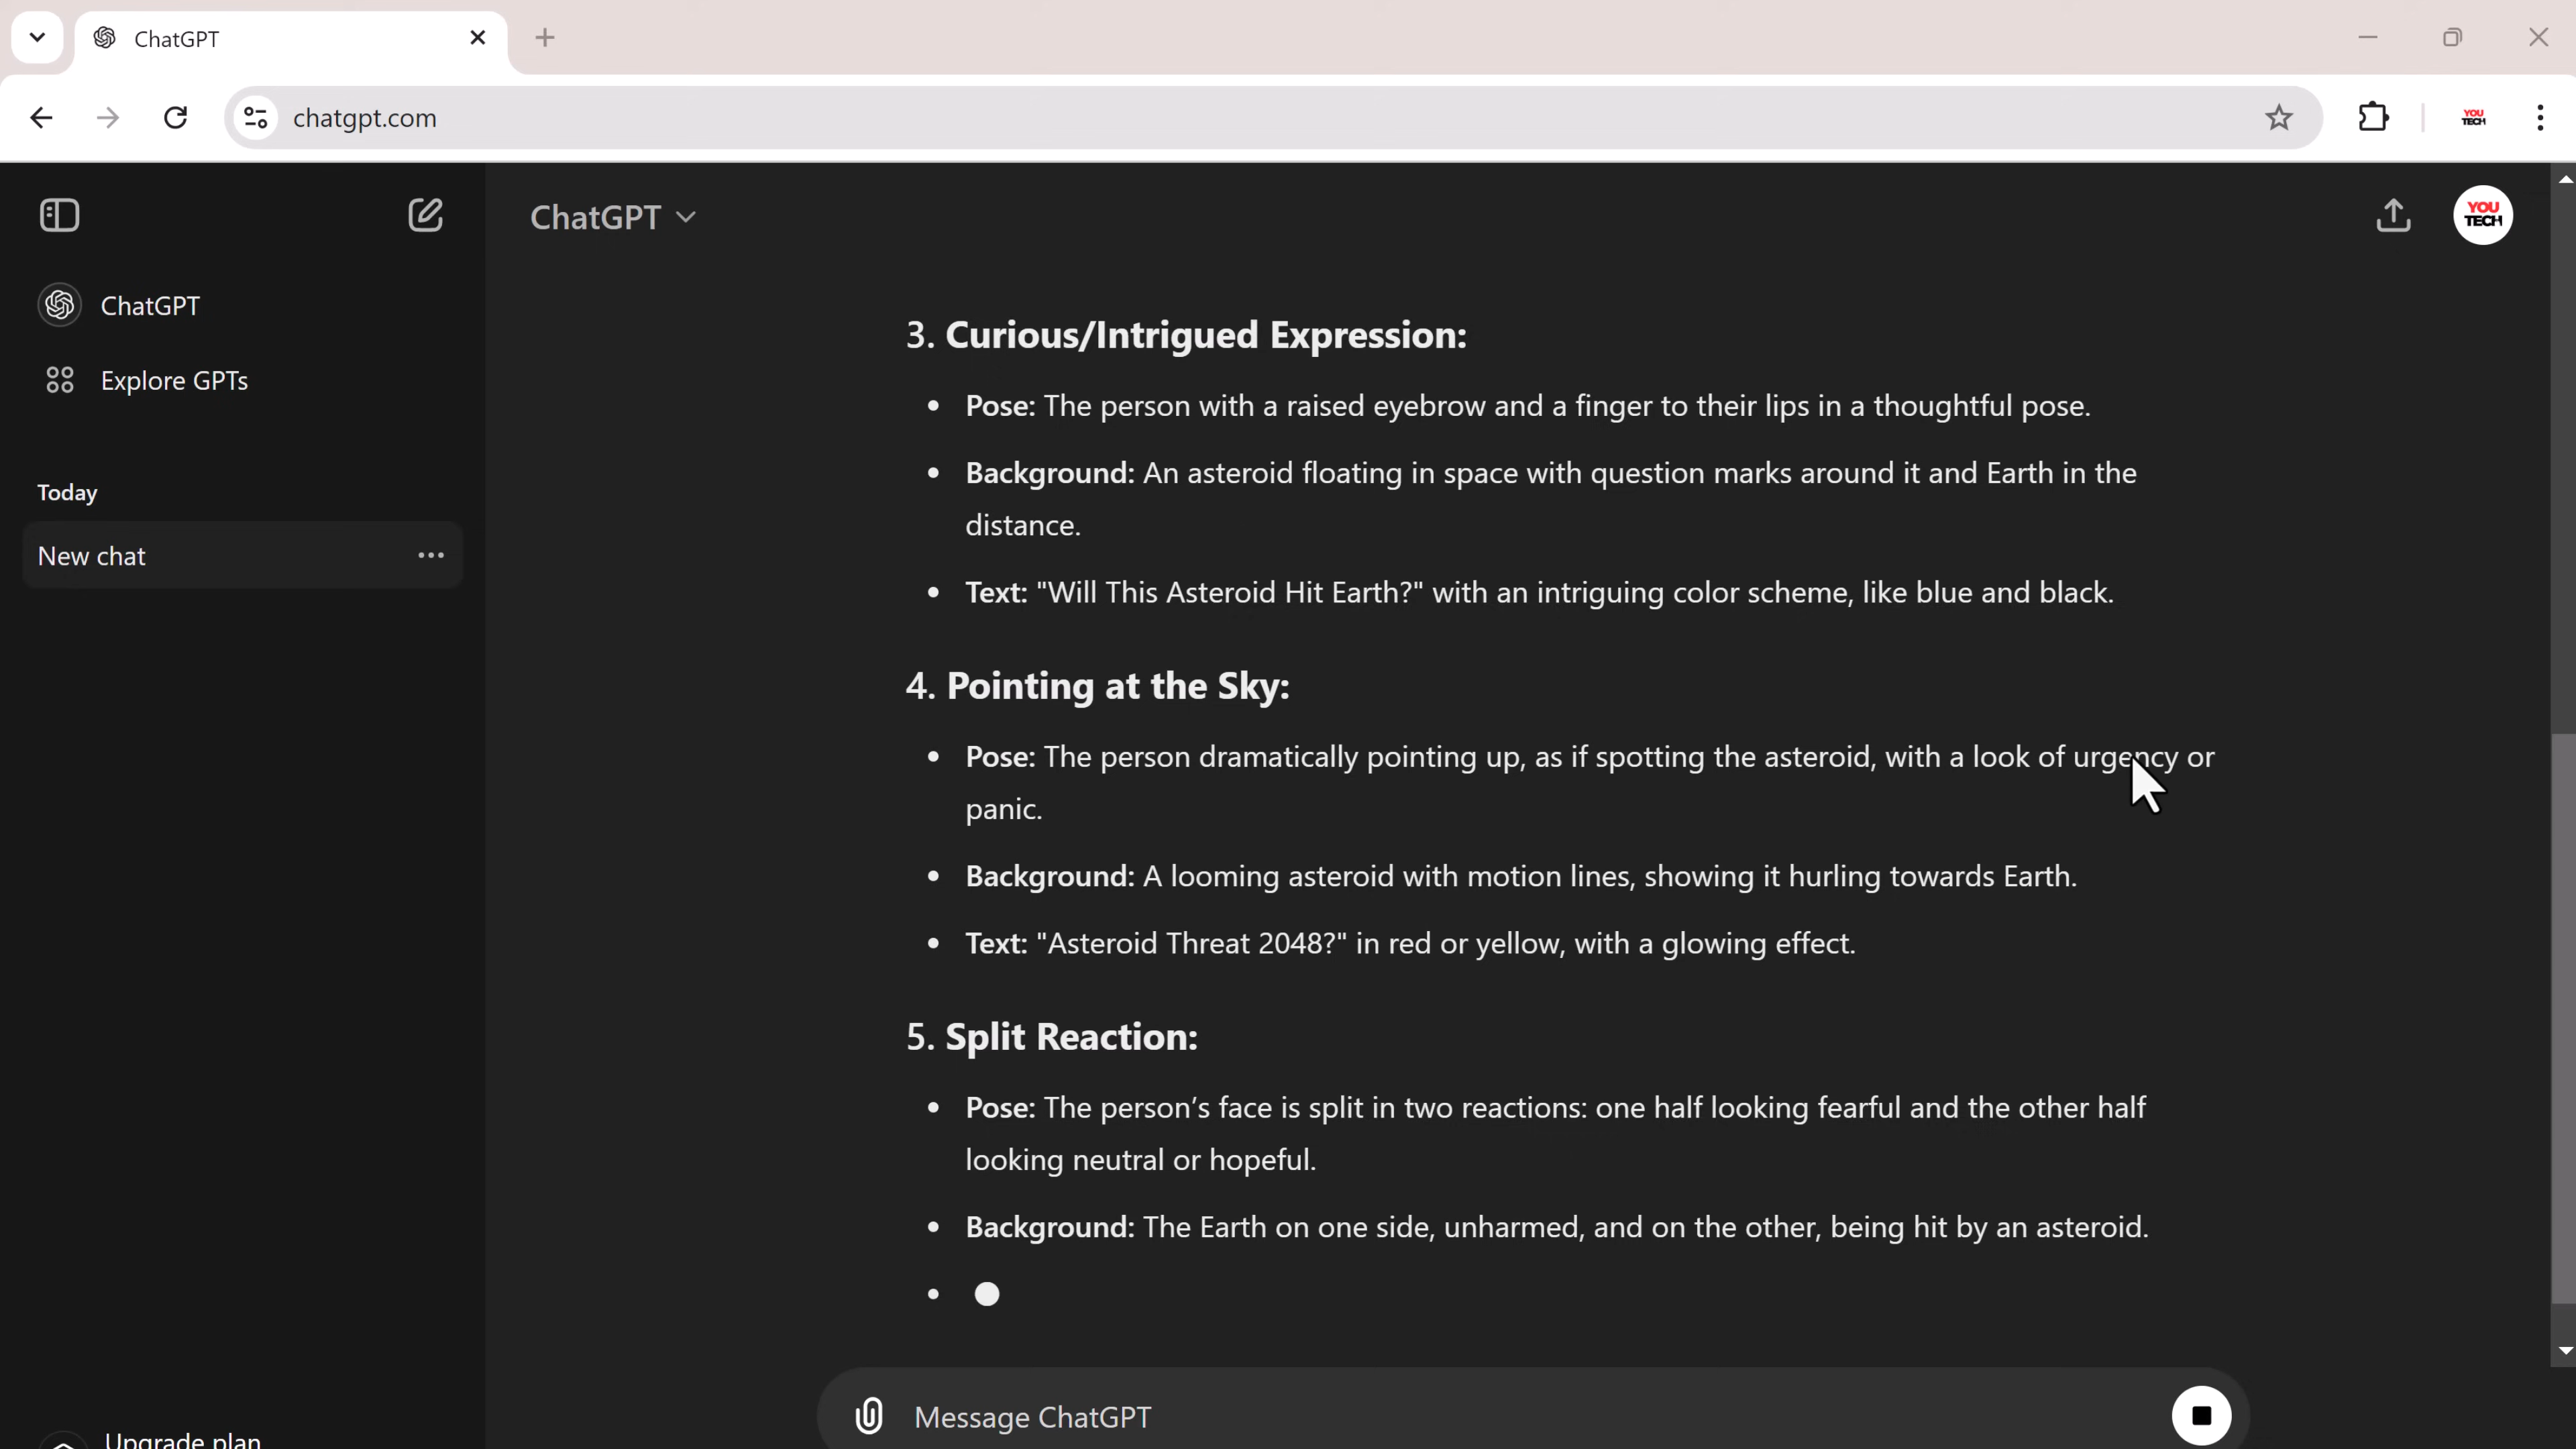 ChatGPT
chatgpt.com
YOU
TECH
ChatGPT
YOU
TECH
ChatGPT
Explore GPTs
Today
New chat
3. Curious/Intrigued Expression:
• Pose: The person with a raised eyebrow and a finger to their lips in a thoughtful pose.
• Background: An asteroid floating in space with question marks around it and Earth in the
distance.
• Text: "Will This Asteroid Hit Earth?" with an intriguing color scheme, like blue and black.
4. Pointing at the Sky:
• Pose: The person dramatically pointing up, as if spotting the asteroid, with a look of urgency or
panic.
• Background: A looming asteroid with motion lines, showing it hurling towards Earth.
• Text: "Asteroid Threat 2048?" in red or yellow, with a glowing effect.
5. Split Reaction:
• Pose: The person’s face is split in two reactions: one half looking fearful and the other half
looking neutral or hopeful.
• Background: The Earth on one side, unharmed, and on the other, being hit by an asteroid.
Message ChatGPT
Upgrade plan